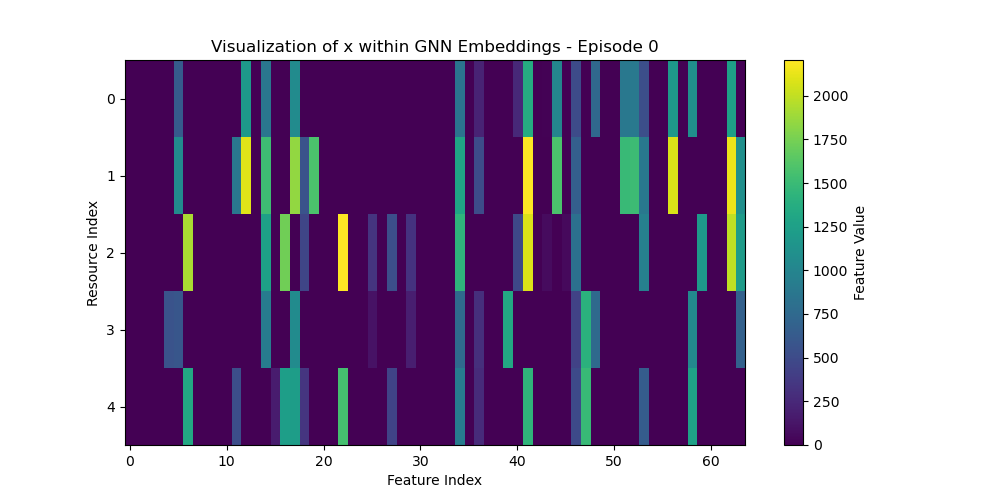 Visualization of x within GNN Embeddings - Episode 0
Resource Index
0
1
2
3
4
0 10 20 30 40 50 60
Feature Index
2000
1750
1500
1250
1000
750
500
250
0
Feature Value